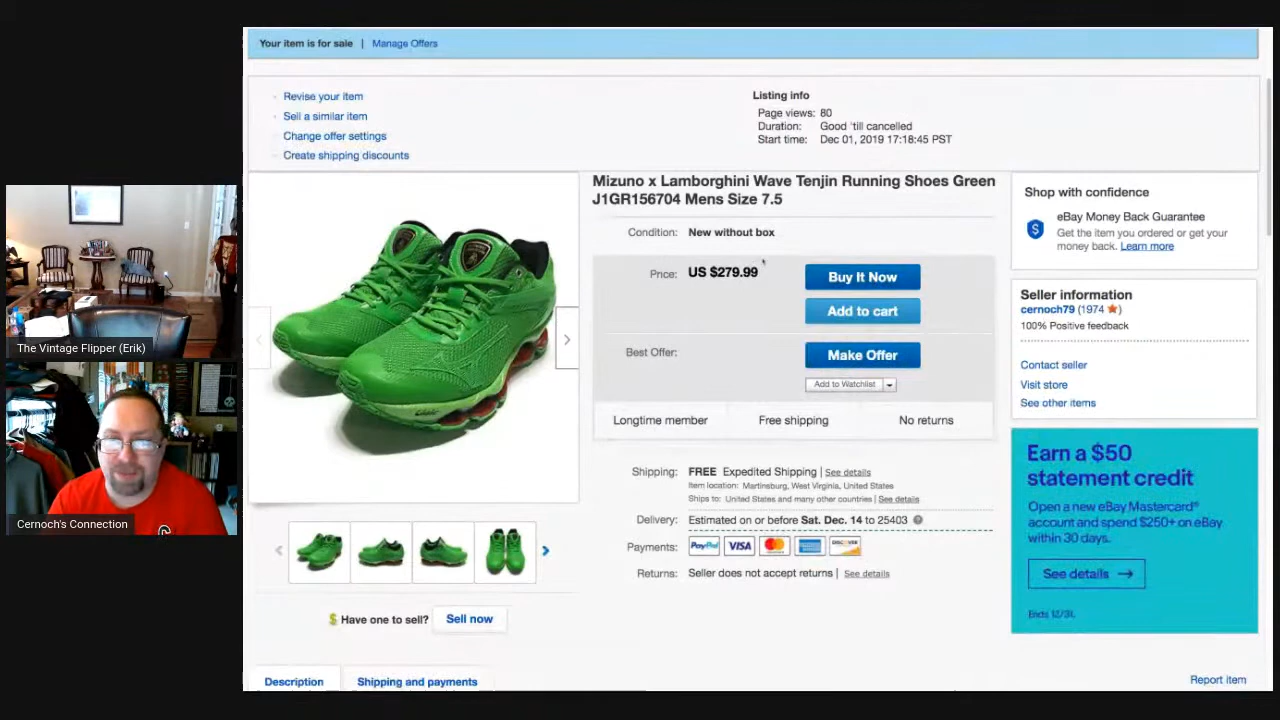 Your item is for sale | Manage Offers
Revise your item
Sell a similar item
Change offer settings
Create shipping discounts
Listing info
Page views: 80
Duration: Good 'till cancelled
Start time: Dec 01, 2019 17:18:45 PST
Mizuno x Lamborghini Wave Tenjin Running Shoes Green
J1GR156704 Mens Size 7.5
Condition: New without box
Price: US $279.99
Buy It Now
Add to cart
Best Offer:
Make Offer
Add to Watchlist
Longtime member
Free shipping
No returns
Shipping: FREE Expedited Shipping | See details
Item location: Martinsburg, West Virginia, United States
Ships to: United States and many other countries | See details
Delivery: Estimated on or before Sat. Dec. 14 to 25403
Payments: PayPal VISA MasterCard DISCOVER
Returns: Seller does not accept returns | See details
Shop with confidence
eBay Money Back Guarantee
Get the item you ordered or get your
money back. Learn more
Seller information
cernoch79 (1974)
100% Positive feedback
Contact seller
Visit store
See other items
Earn a $50
statement credit
Open a new eBay Mastercard®
account and spend $250+ on eBay
within 30 days.
See details →
Ends 12/31.
$ Have one to sell? Sell now
Description
Shipping and payments
Report item
The Vintage Flipper (Erik)
Cernoch's Connection